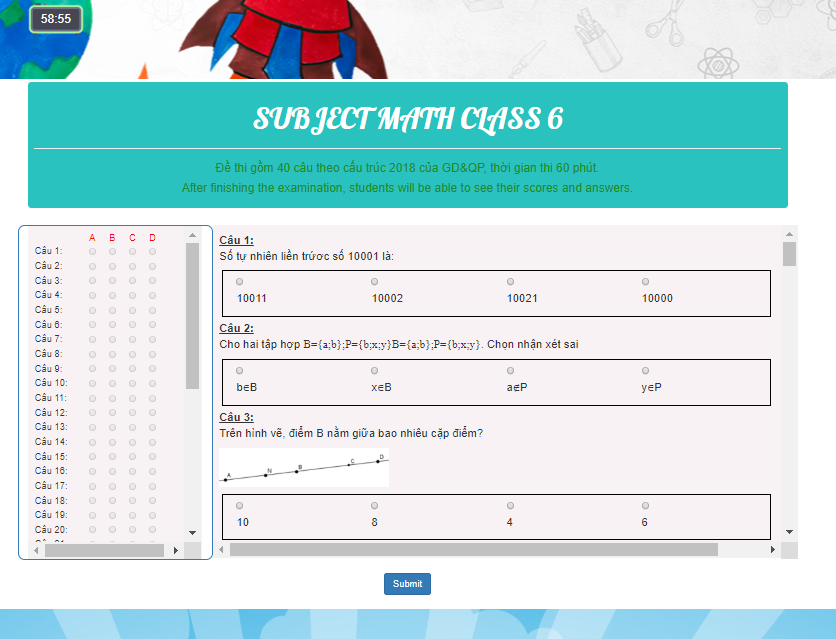 58:55
SUBJECT MATH CLASS 6
Đề thi gồm 40 câu theo cấu trúc 2018 của GD&QP, thời gian thi 60 phút.
After finishing the examination, students will be able to see their scores and answers.
A B C D
Câu 1:
Câu 2:
Câu 3:
Câu 4:
Câu 5:
Câu 6:
Câu 7:
Câu 8:
Câu 9:
Câu 10:
Câu 11:
Câu 12:
Câu 13:
Câu 14:
Câu 15:
Câu 16:
Câu 17:
Câu 18:
Câu 19:
Câu 20:
Câu 1:
Số tự nhiên liền trước số 10001 là:
10011 10002 10021 10000
Câu 2:
Cho hai tập hợp B={a;b};P={b;x;y}B={a;b};P={b;x;y}. Chọn nhận xét sai
b∈B x∈B a∉P y∈P
Câu 3:
Trên hình vẽ, điểm B nằm giữa bao nhiêu cặp điểm?
A N B C D
10 8 4 6
Submit